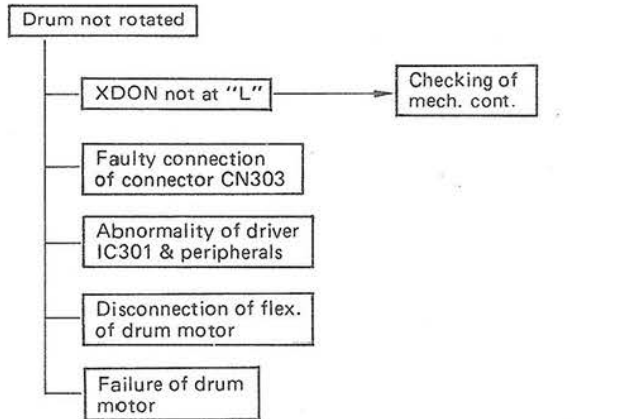 Drum not rotated
XDON not at "L"
Checking of
mech. cont.
Faulty connection
of connector CN303
Abnormality of driver
IC301 & peripherals
Disconnection of flex.
of drum motor
Failure of drum
motor